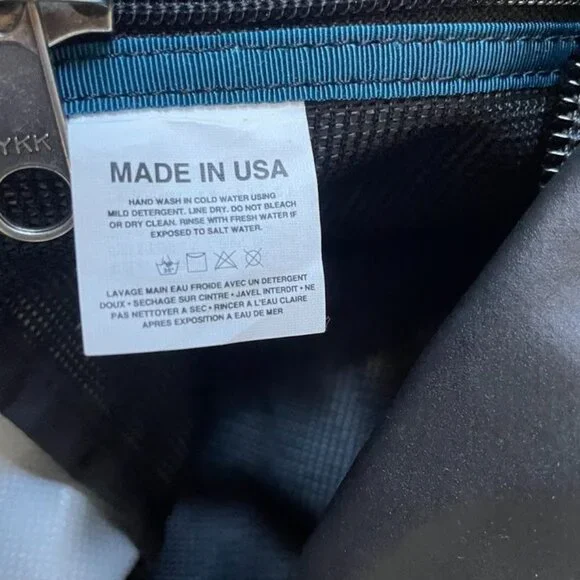 YKK
MADE IN USA
HAND WASH IN COLD WATER USING
MILD DETERGENT. LINE DRY. DO NOT BLEACH
OR DRY CLEAN. RINSE WITH FRESH WATER IF
EXPOSED TO SALT WATER.
LAVAGE MAIN EAU FROIDE AVEC UN DETERGENT
DOUX • SECHAGE SUR CINTRE • JAVEL INTERDIT • NE
PAS NETTOYER A SEC • RINCER A L'EAU CLAIRE
APRES EXPOSITION A EAU DE MER